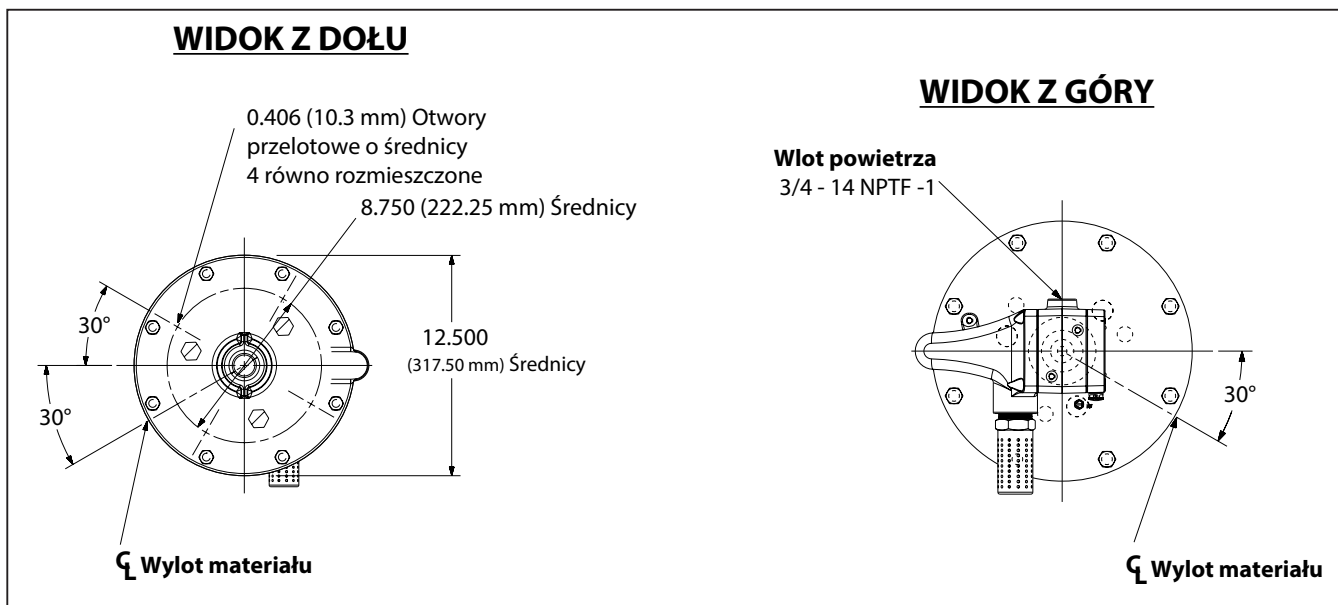 WIDOK Z DOŁU
0.406 (10.3 mm) Otwory
przelotowe o średnicy
4 równo rozmieszczone
8.750 (222.25 mm) Średnicy
30°
30°
12.500
(317.50 mm) Średnicy
℄ Wylot materiału
WIDOK Z GÓRY
Wlot powietrza
3/4 - 14 NPTF -1
30°
℄ Wylot materiału